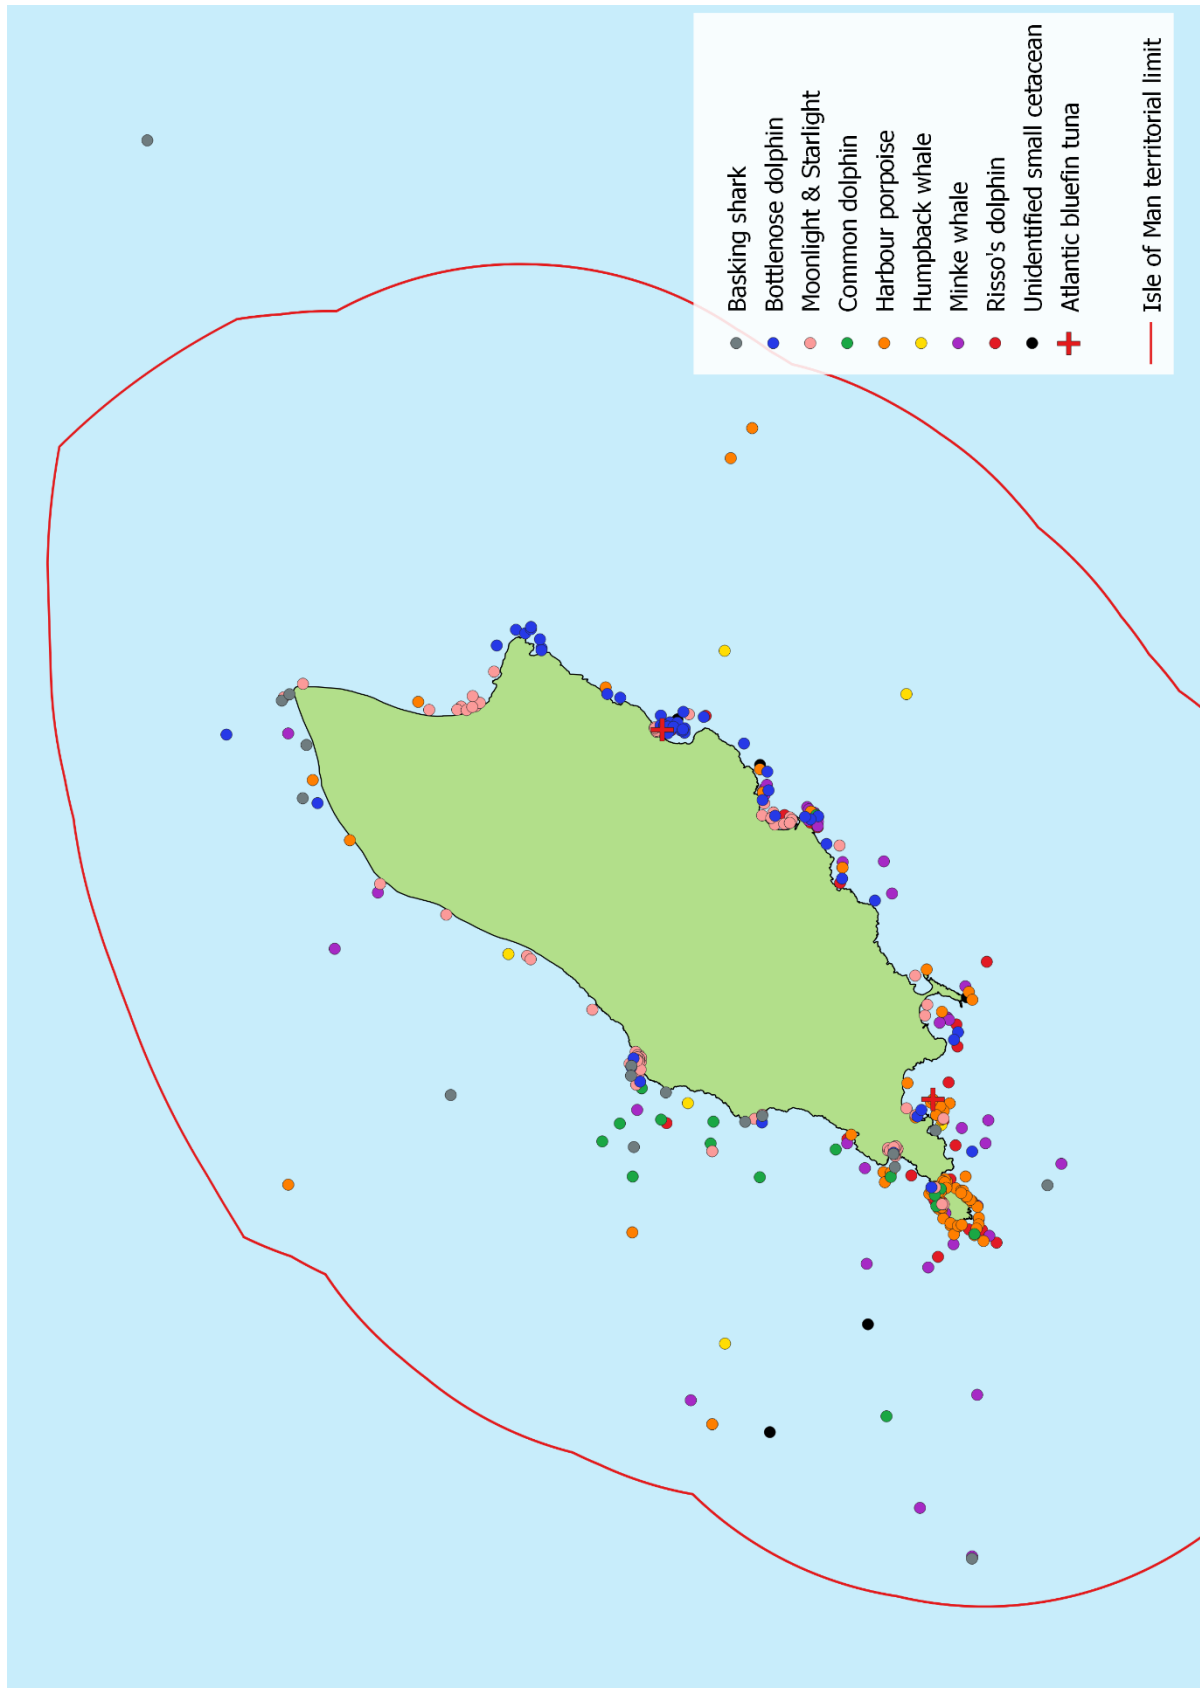 Basking shark
Bottlenose dolphin
Moonlight & Starlight
Common dolphin
Harbour porpoise
Humpback whale
Minke whale
Risso's dolphin
Unidentified small cetacean
Atlantic bluefin tuna
Isle of Man territorial limit